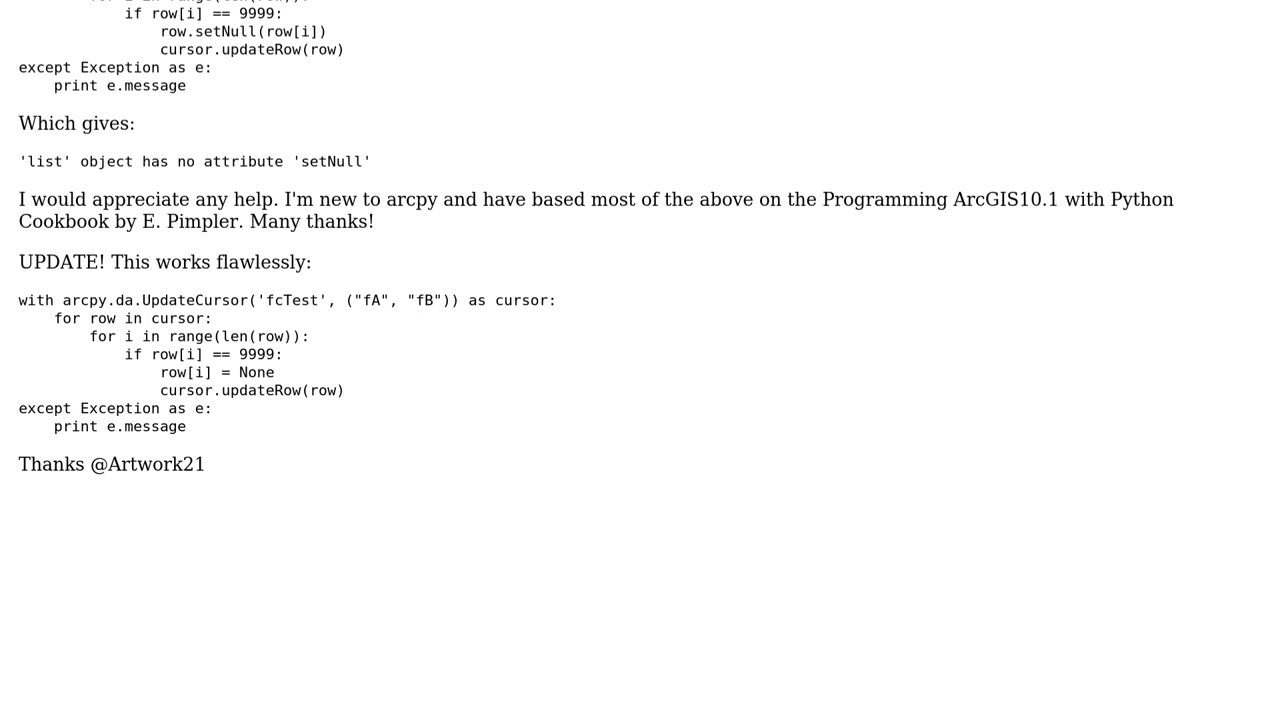 if row[i] == 9999:
                row.setNull(row[i])
                cursor.updateRow(row)
except Exception as e:
    print e.message
Which gives:
'list' object has no attribute 'setNull'
I would appreciate any help. I'm new to arcpy and have based most of the above on the Programming ArcGIS10.1 with Python
Cookbook by E. Pimpler. Many thanks!
UPDATE! This works flawlessly:
with arcpy.da.UpdateCursor('fcTest', ("fA", "fB")) as cursor:
    for row in cursor:
        for i in range(len(row)):
            if row[i] == 9999:
                row[i] = None
                cursor.updateRow(row)
except Exception as e:
    print e.message
Thanks @Artwork21